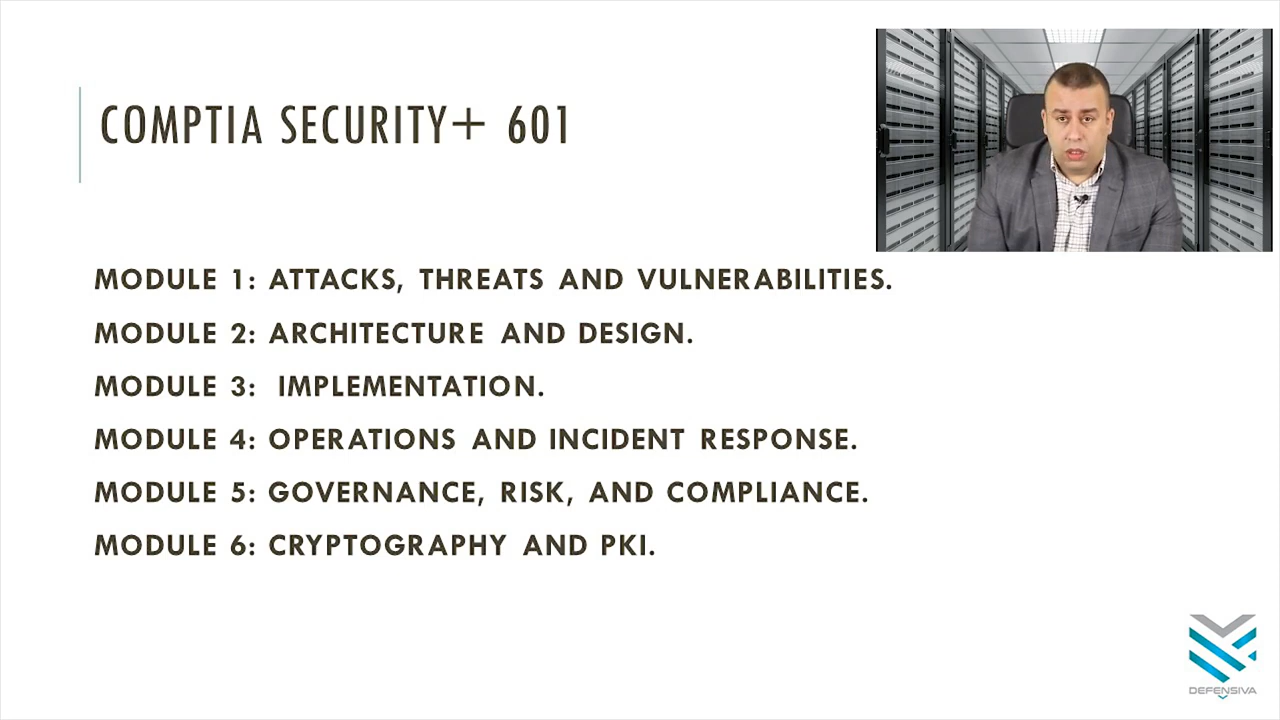 COMPTIA SECURITY+ 601
MODULE 1: ATTACKS, THREATS AND VULNERABILITIES.
MODULE 2: ARCHITECTURE AND DESIGN.
MODULE 3: IMPLEMENTATION.
MODULE 4: OPERATIONS AND INCIDENT RESPONSE.
MODULE 5: GOVERNANCE, RISK, AND COMPLIANCE.
MODULE 6: CRYPTOGRAPHY AND PKI.
DEFENSIVA